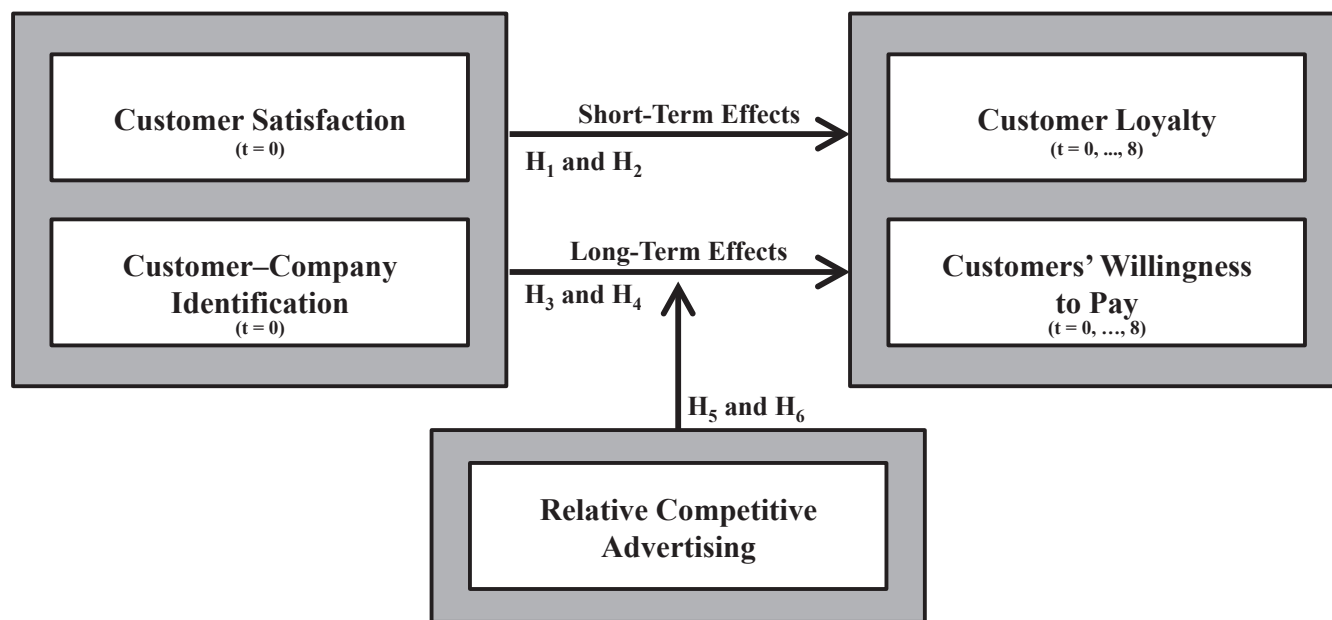 Customer Satisfaction
(t = 0)
Short-Term Effects
H₁ and H₂
Customer Loyalty
(t = 0, ..., 8)
Customer–Company
Identification
(t = 0)
Long-Term Effects
H₃ and H₄
Customers’ Willingness
to Pay
(t = 0, …, 8)
H₅ and H₆
Relative Competitive
Advertising